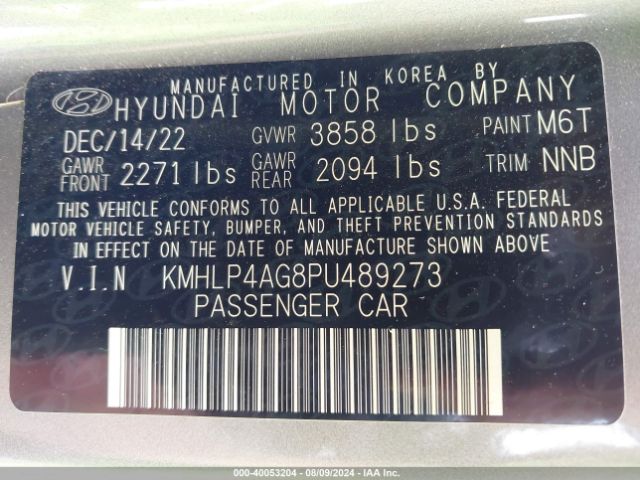 MANUFACTURED IN KOREA BY
HYUNDAI MOTOR COMPANY
DEC/14/22 GVWR 3858 lbs PAINT M6T
GAWR FRONT 2271 lbs GAWR REAR 2094 lbs TRIM NNB
THIS VEHICLE CONFORMS TO ALL APPLICABLE U.S.A. FEDERAL
MOTOR VEHICLE SAFETY, BUMPER, AND THEFT PREVENTION STANDARDS
IN EFFECT ON THE DATE OF MANUFACTURE SHOWN ABOVE
V.I.N KMHLP4AG8PU489273
PASSENGER CAR
000-40053204 - 08/09/2024 - IAA Inc.